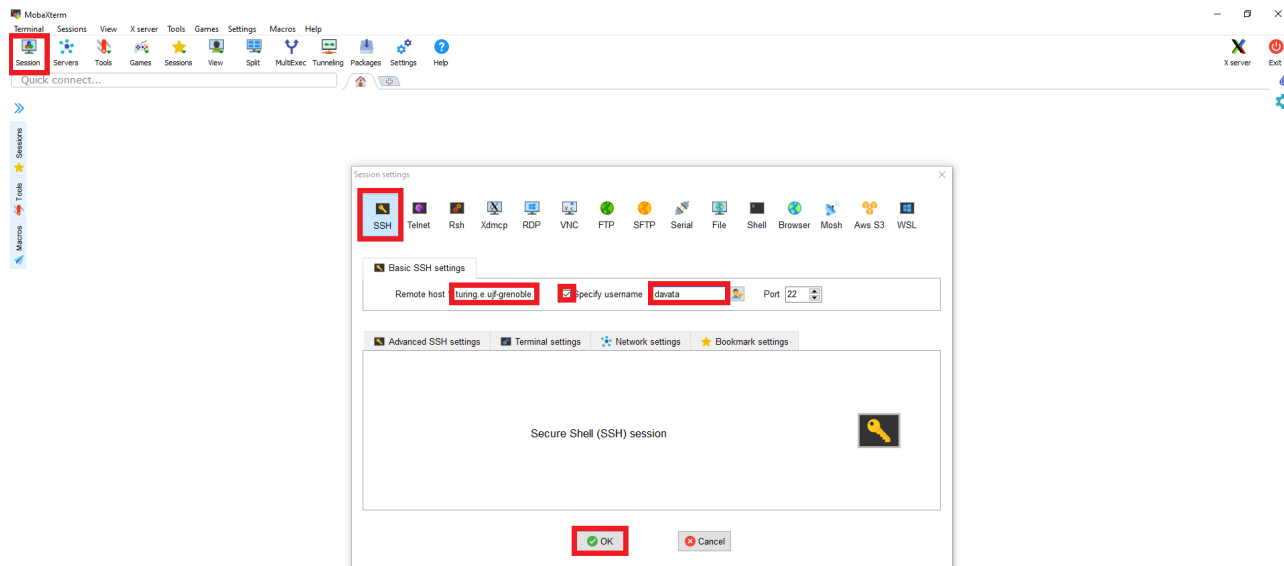 MobaXterm
Terminal Sessions View X server Tools Games Settings Macros Help
Session Servers Tools Games Sessions View Split MultiExec Tunneling Packages Settings Help X server Exit
Quick connect...
Sessions
Tools
Macros
Session settings
SSH Telnet Rsh Xdmcp RDP VNC FTP SFTP Serial File Shell Browser Mosh Aws S3 WSL
Basic SSH settings
Remote host * turing.e.ujf-grenoble. Specify username davata Port 22
Advanced SSH settings Terminal settings Network settings Bookmark settings
Secure Shell (SSH) session
OK Cancel